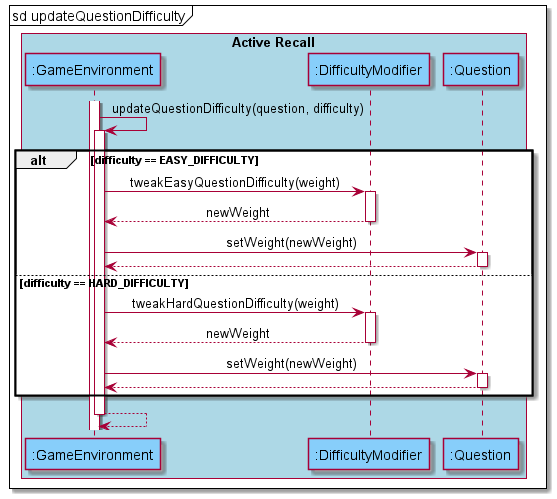 sd updateQuestionDifficulty
Active Recall
:GameEnvironment
:DifficultyModifier
:Question
updateQuestionDifficulty(question, difficulty)
alt
[difficulty == EASY_DIFFICULTY]
tweakEasyQuestionDifficulty(weight)
newWeight
setWeight(newWeight)
[difficulty == HARD_DIFFICULTY]
tweakHardQuestionDifficulty(weight)
newWeight
setWeight(newWeight)
:GameEnvironment
:DifficultyModifier
:Question